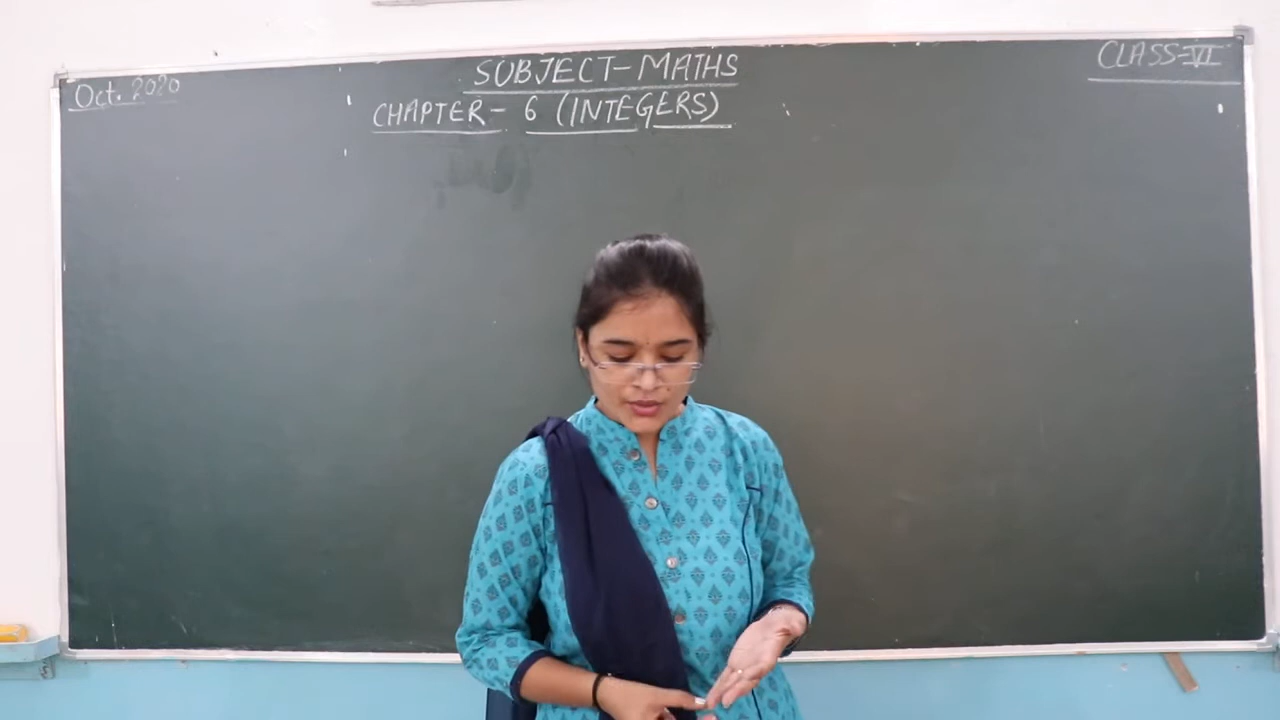 Oct. 2020
SUBJECT-MATHS
CLASS-VI
CHAPTER- 6 (INTEGERS)